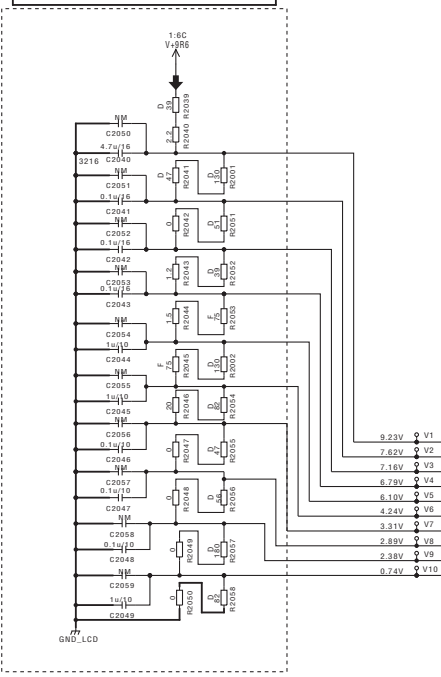 1:6C
V+9R6
D
39
R2039
2.2
R2040
NM
C2050
4.7u/16
3216
C2040
NM
C2051
0.1u/16
C2041
NM
C2052
0.1u/16
C2042
NM
C2053
0.1u/16
C2043
NM
C2054
1u/10
C2044
NM
C2055
1u/10
C2045
NM
C2056
0.1u/10
C2046
NM
C2057
0.1u/10
C2047
NM
C2058
0.1u/10
C2048
NM
C2059
1u/10
C2049
GND_LCD
D
47
R2041
D
130
R2001
0
R2042
D
51
R2051
1.2
R2043
D
39
R2052
1.5
R2044
F
75
R2053
F
75
R2045
D
130
R2002
20
R2046
D
82
R2054
0
R2047
D
47
R2055
0
R2048
D
56
R2056
0
R2049
D
180
R2057
0
R2050
D
82
R2058
9.23V V1
7.62V V2
7.16V V3
6.79V V4
6.10V V5
4.24V V6
3.31V V7
2.89V V8
2.38V V9
0.74V V10